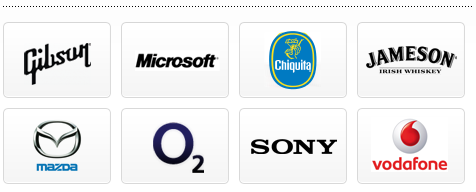 Gibson
Microsoft
Chiquita
JAMESON
IRISH WHISKEY
mazda
O2
SONY
vodafone